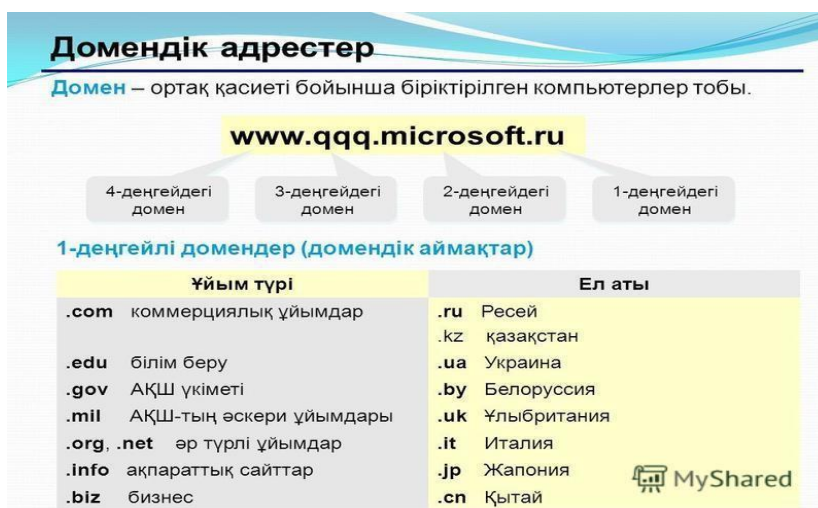 Домендік адрестер
Домен – ортақ қасиеті бойынша біріктірілген компьютерлер тобы.
www.qqq.microsoft.ru
4-деңгейдегі домен
3-деңгейдегі домен
2-деңгейдегі домен
1-деңгейдегі домен
1-деңгейлі домендер (домендік аймақтар)
Ұйым түрі
Ел аты
.com коммерциялық ұйымдар
.ru Ресей
.kz қазақстан
.edu білім беру
.ua Украина
.gov АҚШ үкіметі
.by Белоруссия
.mil АҚШ-тың әскери ұйымдары
.uk Ұлыбритания
.org, .net әр түрлі ұйымдар
.it Италия
.info ақпараттық сайттар
.jp Жапония
.biz бизнес
.cn Қытай
MyShared